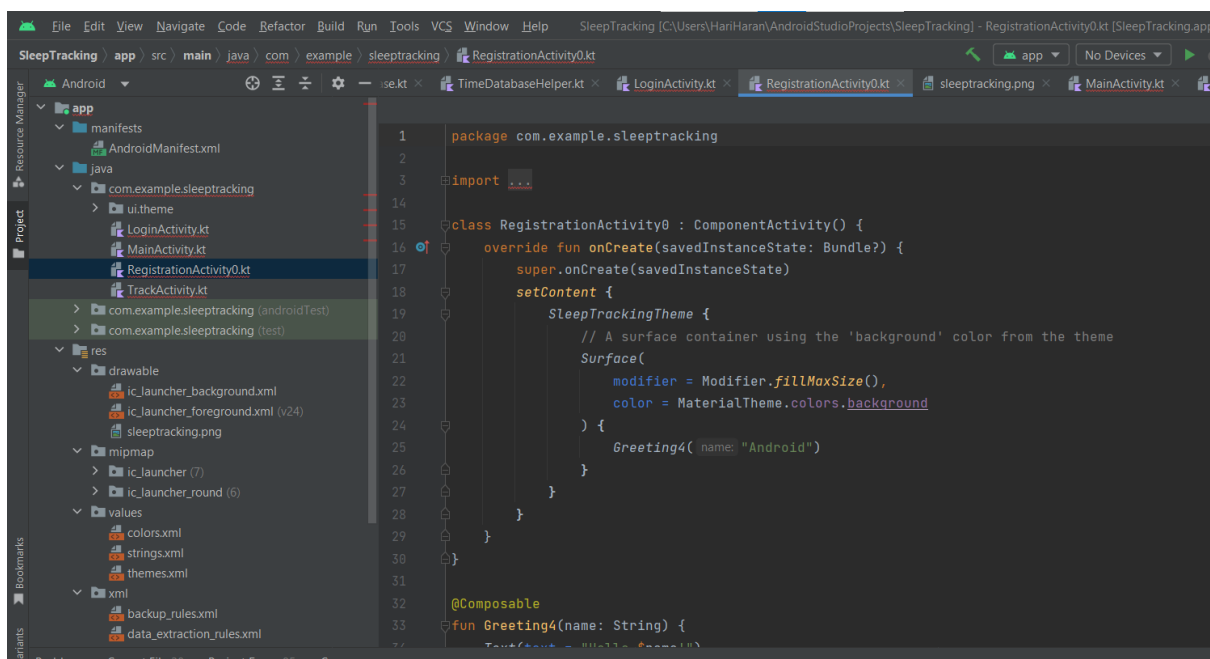 File Edit View Navigate Code Refactor Build Run Tools VCS Window Help SleepTracking [C:\Users\HariHaran\AndroidStudioProjects\SleepTracking] - RegistrationActivity0.kt [SleepTracking.app
SleepTracking app src main java com example sleeptracking RegistrationActivity0.kt app No Devices
Android se.kt TimeDatabaseHelper.kt LoginActivity.kt RegistrationActivity0.kt sleeptracking.png MainActivity.kt
Resource Manager
Project
Bookmarks
app
manifests
AndroidManifest.xml
java
com.example.sleeptracking
ui.theme
LoginActivity.kt
MainActivity.kt
RegistrationActivity0.kt
TrackActivity.kt
com.example.sleeptracking (androidTest)
com.example.sleeptracking (test)
res
drawable
ic_launcher_background.xml
ic_launcher_foreground.xml (v24)
sleeptracking.png
mipmap
ic_launcher (7)
ic_launcher_round (6)
values
colors.xml
strings.xml
themes.xml
xml
backup_rules.xml
data_extraction_rules.xml
1 package com.example.sleeptracking
2
3 import ...
14
15 class RegistrationActivity0 : ComponentActivity() {
16 override fun onCreate(savedInstanceState: Bundle?) {
17 super.onCreate(savedInstanceState)
18 setContent {
19 SleepTrackingTheme {
20 // A surface container using the 'background' color from the theme
21 Surface(
22 modifier = Modifier.fillMaxSize(),
23 color = MaterialTheme.colors.background
24 ) {
25 Greeting4( name: "Android")
26 }
27 }
28 }
29 }
30 }
31
32 @Composable
33 fun Greeting4(name: String) {
34 Text(text = "Hello $name!")